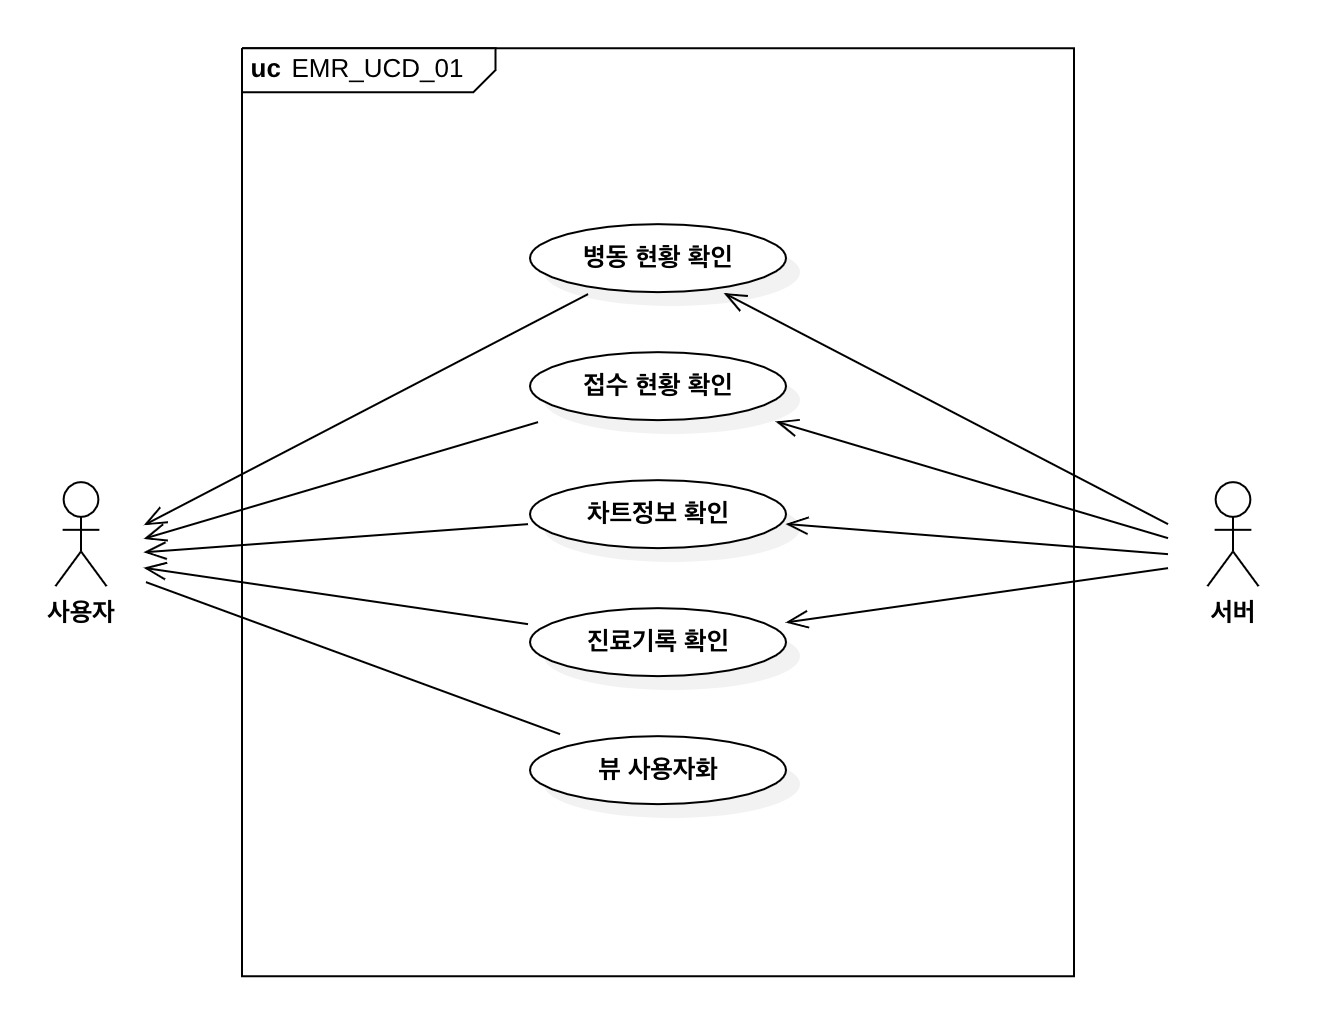 uc EMR_UCD_01
병동 현황 확인
접수 현황 확인
차트정보 확인
사용자
서버
진료기록 확인
뷰 사용자화